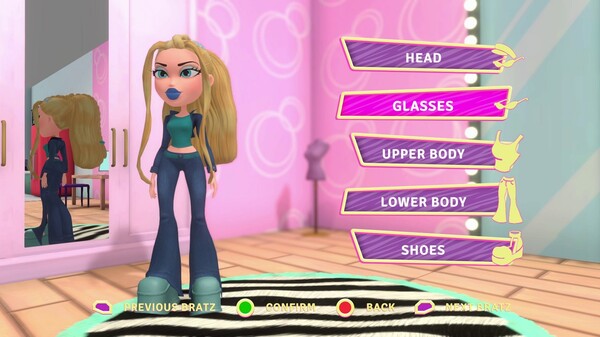 HEAD
GLASSES
UPPER BODY
LOWER BODY
SHOES
PREVIOUS BRATZ CONFIRM BACK NEXT BRATZ